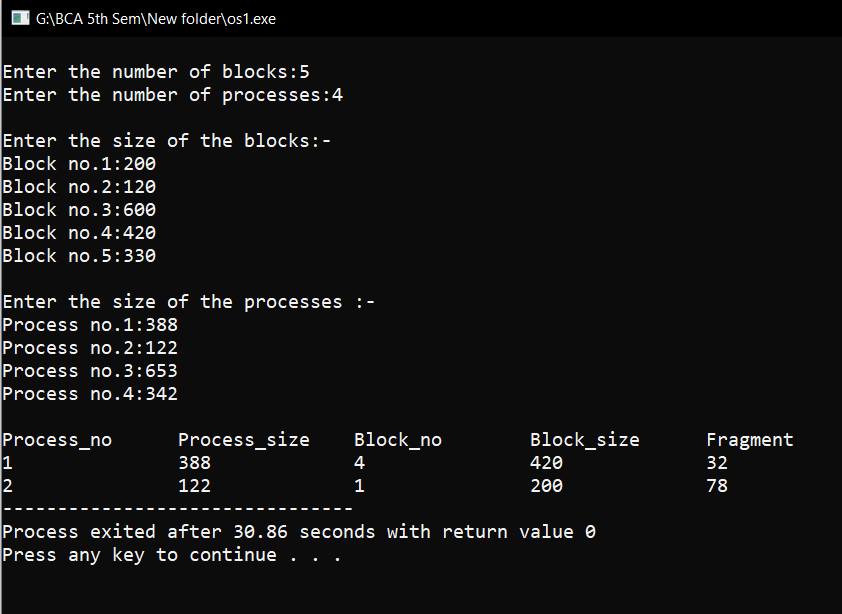 G:\BCA 5th Sem\New folder\os1.exe
Enter the number of blocks:5
Enter the number of processes:4
Enter the size of the blocks:-
Block no.1:200
Block no.2:120
Block no.3:600
Block no.4:420
Block no.5:330
Enter the size of the processes :-
Process no.1:388
Process no.2:122
Process no.3:653
Process no.4:342
Process_no Process_size Block_no Block_size Fragment
1 388 4 420 32
2 122 1 200 78
--------------------------------
Process exited after 30.86 seconds with return value 0
Press any key to continue . . .